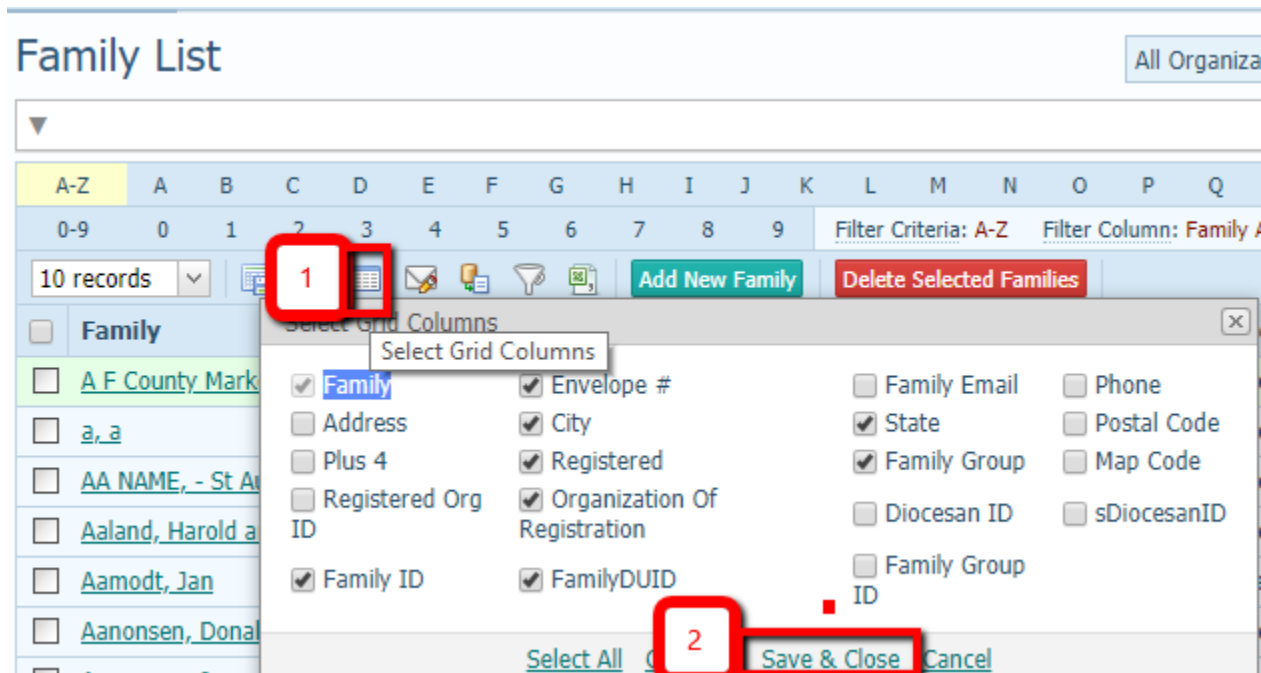 Family List
All Organiza
A-Z A B C D E F G H I J K L M N O P Q
0-9 0 1 2 3 4 5 6 7 8 9 Filter Criteria: A-Z Filter Column: Family A
10 records 1 Add New Family Delete Selected Families
Family
Select Grid Columns
Select Grid Columns
A F County Mark
Family Envelope # Family Email Phone
a, a
Address City State Postal Code
AA NAME, - St Au
Plus 4 Registered Family Group Map Code
Aaland, Harold a
Registered Org ID Organization Of Registration Diocesan ID sDiocesanID
Aamodt, Jan
Family ID FamilyDUID Family Group ID
Aanonsen, Donal
Select All 2 Save & Close Cancel